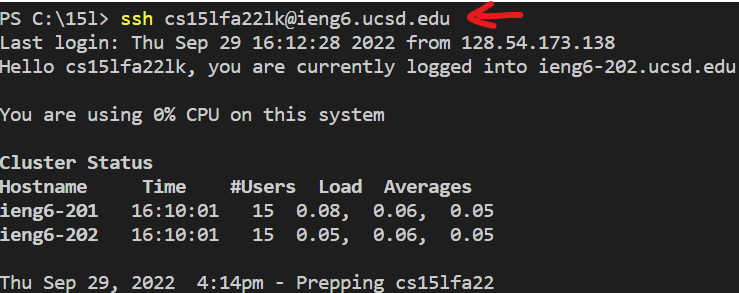 PS C:\15l> ssh cs15lfa22lk@ieng6.ucsd.edu
Last login: Thu Sep 29 16:12:28 2022 from 128.54.173.138
Hello cs15lfa22lk, you are currently logged into ieng6-202.ucsd.edu
You are using 0% CPU on this system
Cluster Status
Hostname Time #Users Load Averages
ieng6-201 16:10:01 15 0.08, 0.06, 0.05
ieng6-202 16:10:01 15 0.05, 0.05, 0.05
Thu Sep 29, 2022 4:14pm - Prepping cs15lfa22